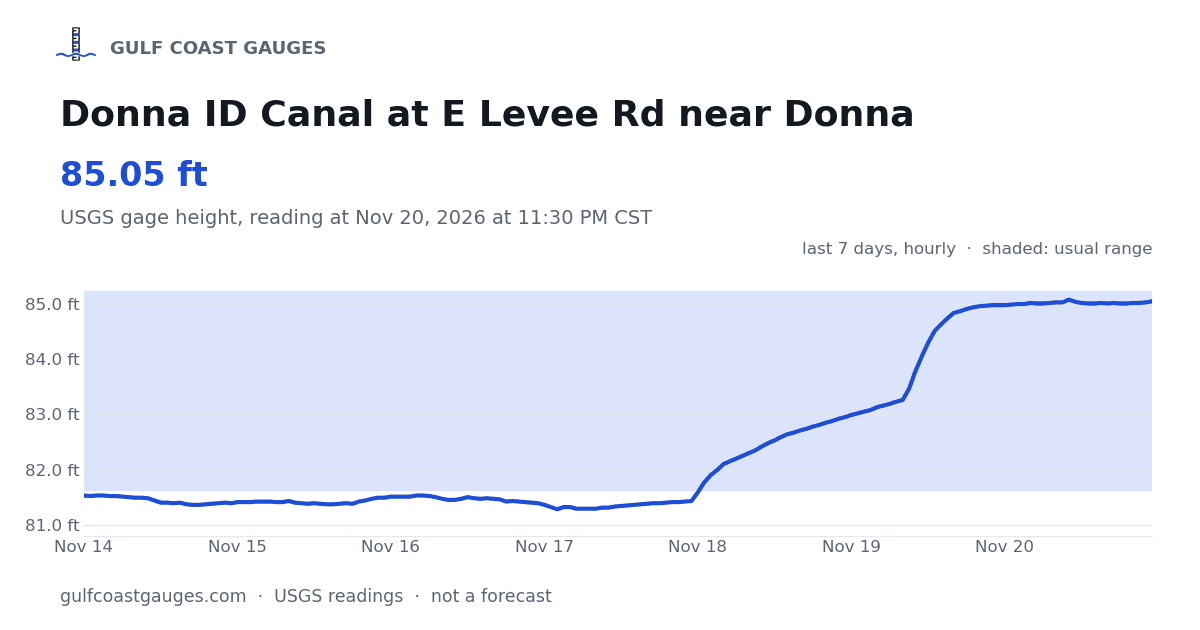 GULF COAST GAUGES
Donna ID Canal at E Levee Rd near Donna
85.05 ft
USGS gage height, reading at Nov 20, 2026 at 11:30 PM CST
last 7 days, hourly · shaded: usual range
85.0 ft
84.0 ft
83.0 ft
82.0 ft
81.0 ft
Nov 14 Nov 15 Nov 16 Nov 17 Nov 18 Nov 19 Nov 20
gulfcoastgauges.com · USGS readings · not a forecast